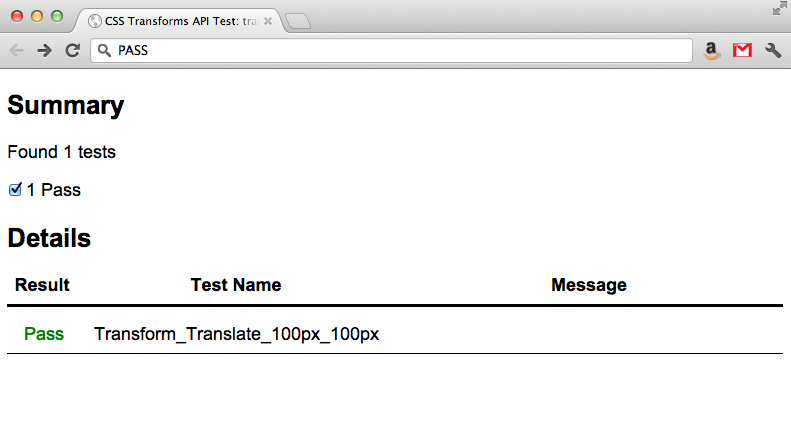 CSS Transforms API Test: tra
PASS
Summary
Found 1 tests
1 Pass
Details
Result Test Name Message
Pass Transform_Translate_100px_100px